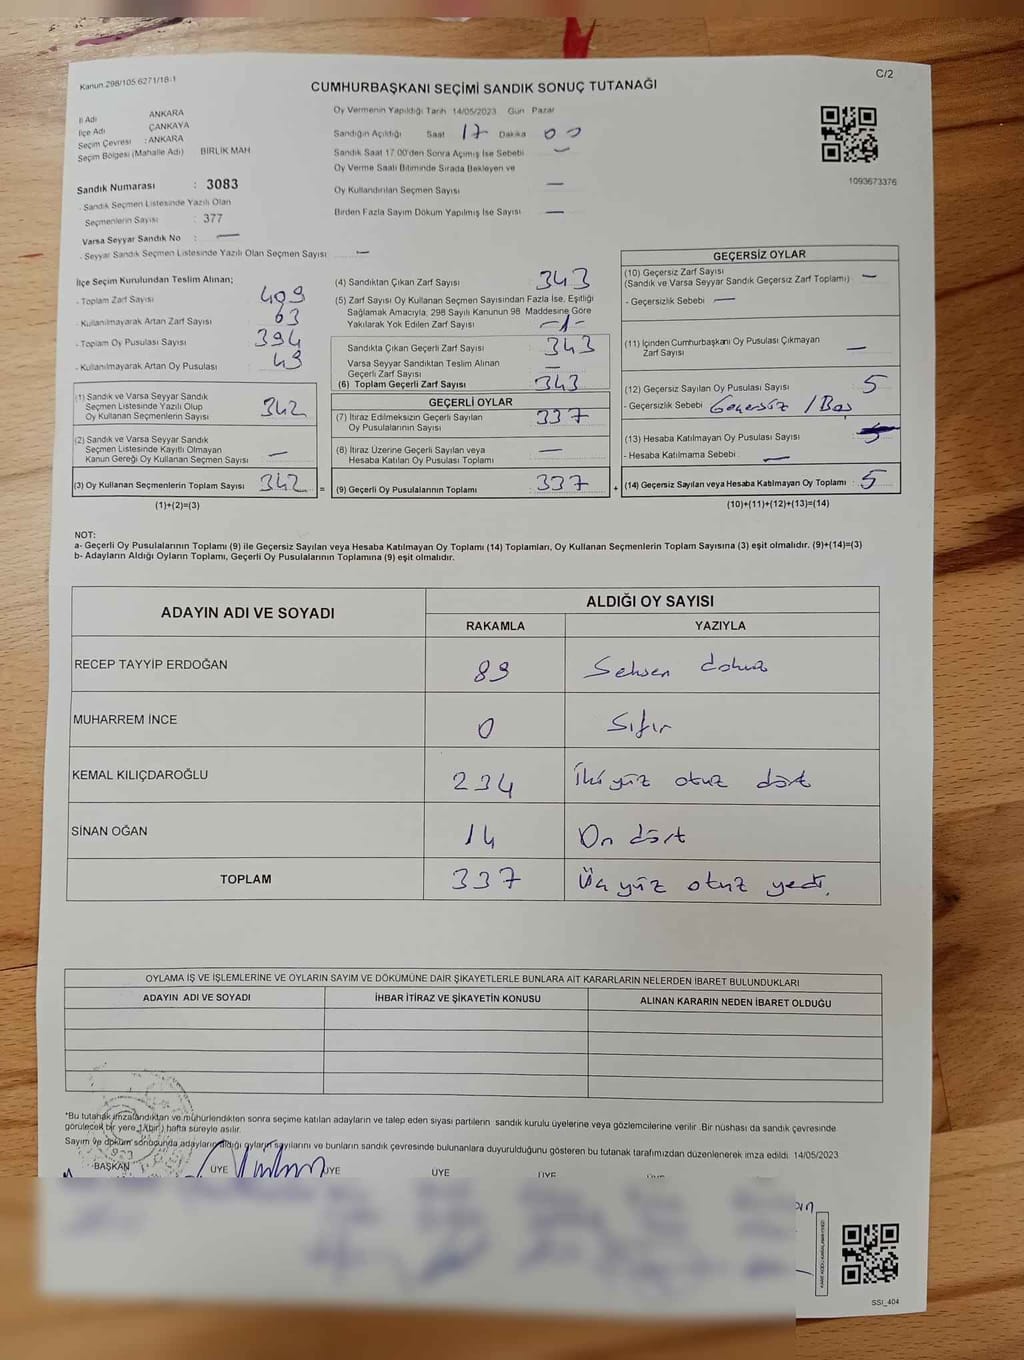 Kanun 298/105 6271/18-1
C/2
CUMHURBAŞKANI SEÇİMİ SANDIK SONUÇ TUTANAĞI
İl Adı ANKARA
İlçe Adı ÇANKAYA
Seçim Çevresi : ANKARA
Seçim Bölgesi (Mahalle Adı) BİRLİK MAH
Sandık Numarası : 3083
- Sandık Seçmen Listesinde Yazılı Olan
Seçmenlerin Sayısı : 377
Varsa Seyyar Sandık No : —
- Seyyar Sandık Seçmen Listesinde Yazılı Olan Seçmen Sayısı : —
Oy Vermenin Yapıldığı Tarih 14/05/2023 Gün Pazar
Sandığın Açıldığı Saat 17 Dakika 00
Sandık Saat 17:00'den Sonra Açımış İse Sebebi —
Oy Verme Saati Bitiminde Sırada Bekleyen ve
Oy Kullandırılan Seçmen Sayısı —
Birden Fazla Sayım Döküm Yapılmış İse Sayısı —
1093673376
İlçe Seçim Kurulundan Teslim Alınan;
- Toplam Zarf Sayısı 409
- Kullanılmayarak Artan Zarf Sayısı 63
- Toplam Oy Pusulası Sayısı 394
- Kullanılmayarak Artan Oy Pusulası 49
(1) Sandık ve Varsa Seyyar Sandık
Seçmen Listesinde Yazılı Olup
Oy Kullanan Seçmenlerin Sayısı 342
(2) Sandık ve Varsa Seyyar Sandık
Seçmen Listesinde Kayıtlı Olmayan
Kanun Gereği Oy Kullanan Seçmen Sayısı —
(3) Oy Kullanan Seçmenlerin Toplam Sayısı 342 =
(1)+(2)=(3)
(4) Sandıktan Çıkan Zarf Sayısı 343
(5) Zarf Sayısı Oy Kullanan Seçmen Sayısından Fazla İse, Eşitliği
Sağlamak Amacıyla, 298 Sayılı Kanunun 98 Maddesine Göre
Yakılarak Yok Edilen Zarf Sayısı -1-
Sandıkta Çıkan Geçerli Zarf Sayısı 343
Varsa Seyyar Sandıktan Teslim Alınan
Geçerli Zarf Sayısı —
(6) Toplam Geçerli Zarf Sayısı 343
GEÇERLİ OYLAR
(7) İtiraz Edilmeksizin Geçerli Sayılan
Oy Pusulalarının Sayısı 337
(8) İtiraz Üzerine Geçerli Sayılan veya
Hesaba Katılan Oy Pusulası Toplamı —
(9) Geçerli Oy Pusulalarının Toplamı 337 +
GEÇERSİZ OYLAR
(10) Geçersiz Zarf Sayısı
(Sandık ve Varsa Seyyar Sandık Geçersiz Zarf Toplamı) —
- Geçersizlik Sebebi —
(11) İçinden Cumhurbaşkanı Oy Pusulası Çıkmayan
Zarf Sayısı —
(12) Geçersiz Sayılan Oy Pusulası Sayısı 5
- Geçersizlik Sebebi Geçersiz / Boş
(13) Hesaba Katılmayan Oy Pusulası Sayısı
- Hesaba Katılmama Sebebi : —
(14) Geçersiz Sayılan veya Hesaba Katılmayan Oy Toplamı : 5
(10)+(11)+(12)+(13)=(14)
NOT:
a- Geçerli Oy Pusulalarının Toplamı (9) ile Geçersiz Sayılan veya Hesaba Katılmayan Oy Toplamı (14) Toplamları, Oy Kullanan Seçmenlerin Toplam Sayısına (3) eşit olmalıdır. (9)+(14)=(3)
b- Adayların Aldığı Oyların Toplamı, Geçerli Oy Pusulalarının Toplamına (9) eşit olmalıdır.
ADAYIN ADI VE SOYADI
ALDIĞI OY SAYISI
RAKAMLA YAZIYLA
RECEP TAYYİP ERDOĞAN 89 Seksen dokuz
MUHARREM İNCE 0 Sıfır
KEMAL KILIÇDAROĞLU 234 İki yüz otuz dört
SİNAN OĞAN 14 On dört
TOPLAM 337 Üç yüz otuz yedi.
OYLAMA İŞ VE İŞLEMLERİNE VE OYLARIN SAYIM VE DÖKÜMÜNE DAİR ŞİKAYETLERLE BUNLARA AİT KARARLARIN NELERDEN İBARET BULUNDUKLARI
ADAYIN ADI VE SOYADI İHBAR İTİRAZ VE ŞİKAYETİN KONUSU ALINAN KARARIN NEDEN İBARET OLDUĞU
*Bu tutanak imzalandıktan ve mühürlendikten sonra seçime katılan adayların ve talep eden siyasi partilerin sandık kurulu üyelerine veya gözlemcilerine verilir. Bir nüshası da sandık çevresinde
görülecek bir yere 1 (bir) hafta süreyle asılır.
Sayım ve döküm sonucunda adayların aldığı oyların sayılarını ve bunların sandık çevresinde bulunanlara duyurulduğunu gösteren bu tutanak tarafımızdan düzenlenerek imza edildi. 14/05/2023
BAŞKAN ÜYE ÜYE ÜYE ÜYE
SSI_404